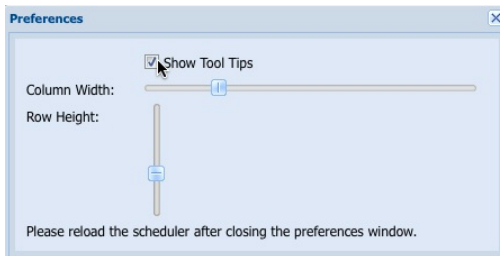 Preferences
Show Tool Tips
Column Width:
Row Height:
Please reload the scheduler after closing the preferences window.